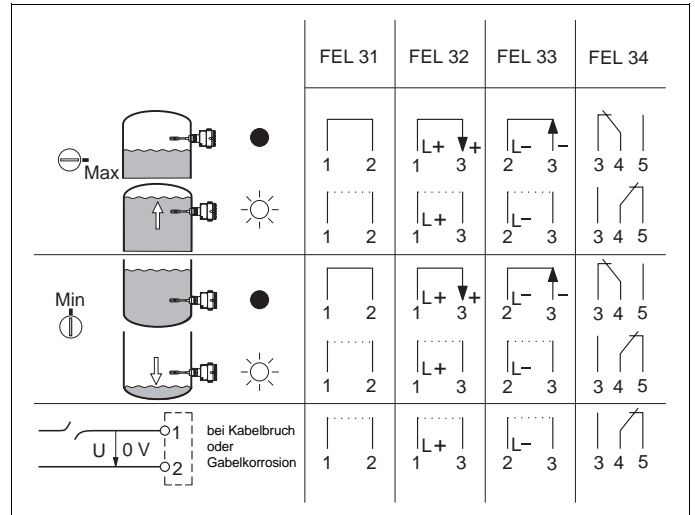 FEL 31 FEL 32 FEL 33 FEL 34
Max
1 2 L+ + 1 3 L– – 2 3 3 4 5
1 2 L+ 1 3 L– 2 3 3 4 5
Min
1 2 L+ + 1 3 L– – 2 3 3 4 5
1 2 L+ 1 3 L– 2 3 3 4 5
U 0 V 1 2
bei Kabelbruch
oder
Gabelkorrosion
1 2 L+ 1 3 L– 2 3 3 4 5